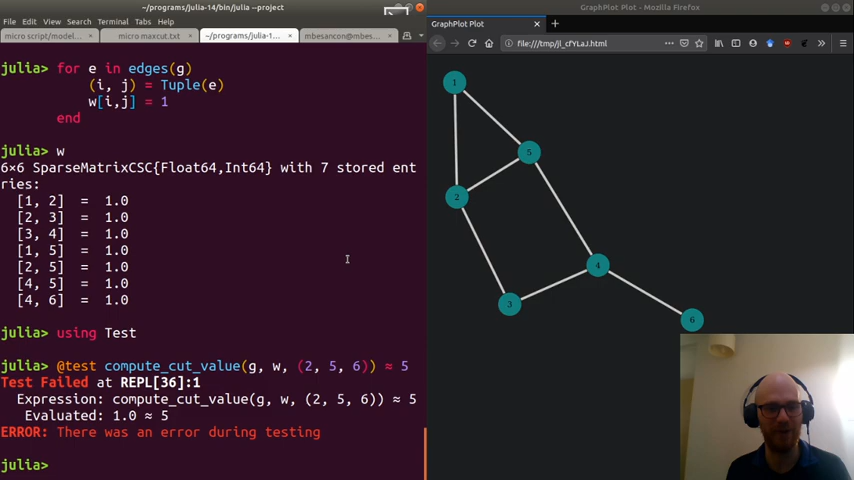 ~/programs/julia-14/bin/julia --project
File Edit View Search Terminal Tabs Help
micro script/model...
micro maxcut.txt
~/programs/julia-1...
mbesancon@mbes...
julia> for e in edges(g)
(i, j) = Tuple(e)
w[i,j] = 1
end
julia> w
6×6 SparseMatrixCSC{Float64,Int64} with 7 stored ent
ries:
[1, 2]  =  1.0
[2, 3]  =  1.0
[3, 4]  =  1.0
[1, 5]  =  1.0
[2, 5]  =  1.0
[4, 5]  =  1.0
[4, 6]  =  1.0
julia> using Test
julia> @test compute_cut_value(g, w, (2, 5, 6)) ≈ 5
Test Failed at REPL[36]:1
Expression: compute_cut_value(g, w, (2, 5, 6)) ≈ 5
Evaluated: 1.0 ≈ 5
ERROR: There was an error during testing
julia>
GraphPlot Plot - Mozilla Firefox
GraphPlot Plot
file:///tmp/jl_cfYLaJ.html
1
5
2
4
3
6